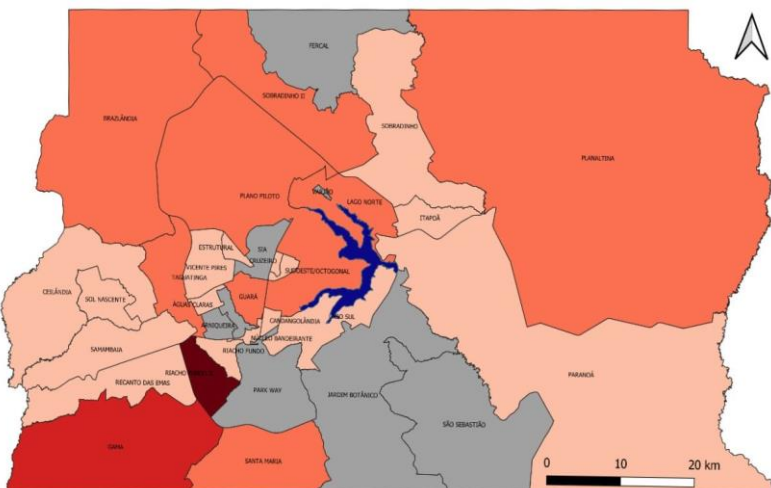 FERCAL
SOBRADINHO II
BRAZLÂNDIA
SOBRADINHO
PLANALTINA
PLANO PILOTO
VARJÃO
LAGO NORTE
ITAPOÃ
ESTRUTURAL
SIA
CRUZEIRO
VICENTE PIRES
SUDOESTE/OCTOGONAL
TAGUATINGA
CEILÂNDIA
SOL NASCENTE
GUARÁ
ÁGUAS CLARAS
CANDANGOLÂNDIA
ARNIQUEIRA
NÚCLEO BANDEIRANTE
SAMAMBAIA
RIACHO FUNDO
RIACHO
RECANTO DAS EMAS
PARK WAY
JARDIM BOTÂNICO
PARANOÁ
SÃO SEBASTIÃO
GAMA
SANTA MARIA
0 10 20 km